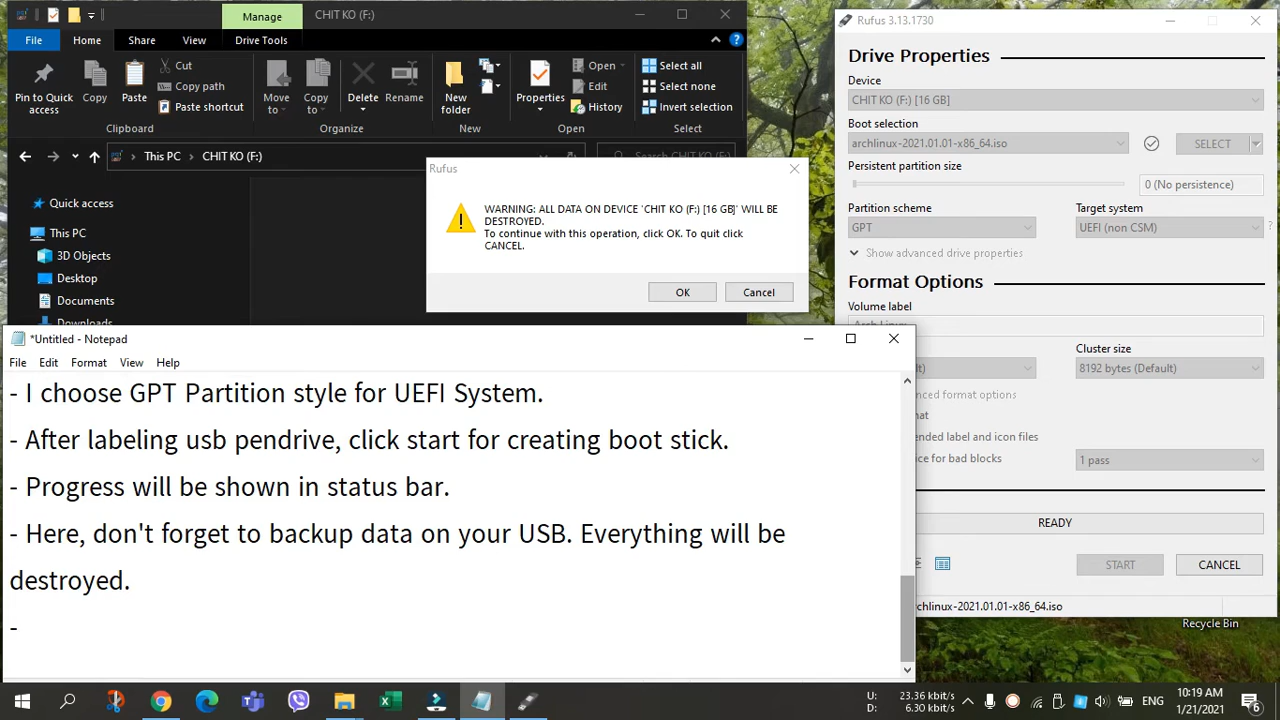 Manage
CHIT KO (F:)
File
Home
Share
View
Drive Tools
Pin to Quick access
Copy
Paste
Cut
Copy path
Paste shortcut
Clipboard
Move to
Copy to
Delete
Rename
Organize
New folder
New
Properties
Open
Edit
History
Open
Select all
Select none
Invert selection
Select
This PC
CHIT KO (F:)
Search CHIT KO (F:)
Quick access
This PC
3D Objects
Desktop
Documents
Downloads
Rufus
WARNING: ALL DATA ON DEVICE 'CHIT KO (F:) [16 GB]' WILL BE
DESTROYED.
To continue with this operation, click OK. To quit click
CANCEL.
OK
Cancel
Rufus 3.13.1730
Drive Properties
Device
CHIT KO (F:) [16 GB]
Boot selection
archlinux-2021.01.01-x86_64.iso
SELECT
Persistent partition size
0 (No persistence)
Partition scheme
Target system
GPT
UEFI (non CSM)
?
Show advanced drive properties
Format Options
Volume label
Cluster size
8192 bytes (Default)
1 pass
READY
START
CANCEL
Recycle Bin
*Untitled - Notepad
File Edit Format View Help
- I choose GPT Partition style for UEFI System.
- After labeling usb pendrive, click start for creating boot stick.
- Progress will be shown in status bar.
- Here, don't forget to backup data on your USB. Everything will be
destroyed.
-
U: 23.36 kbit/s
D: 6.30 kbit/s
ENG
10:19 AM
1/21/2021
6